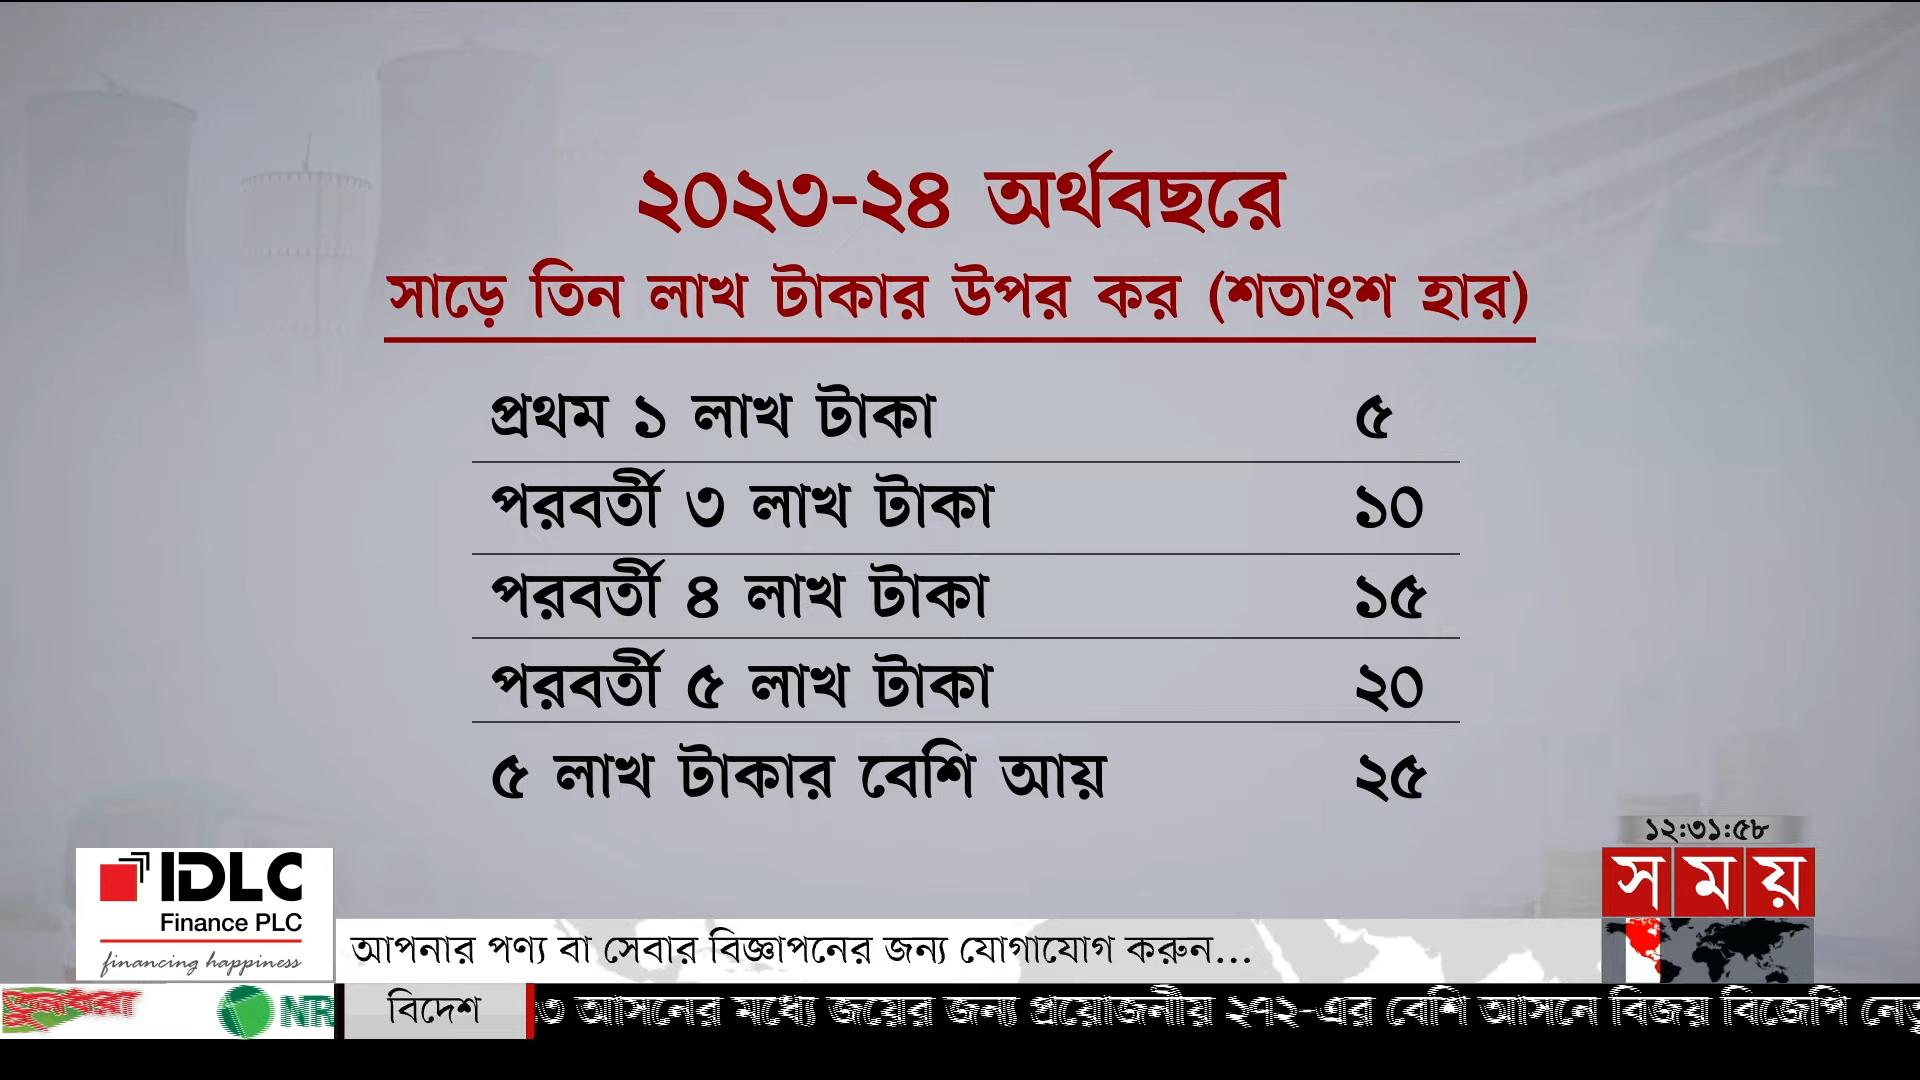 ২০২৩-২৪ অর্থবছরে
সাড়ে তিন লাখ টাকার উপর কর (শতাংশ হার)
প্রথম ১ লাখ টাকা ৫
পরবর্তী ৩ লাখ টাকা ১০
পরবর্তী ৪ লাখ টাকা ১৫
পরবর্তী ৫ লাখ টাকা ২০
৫ লাখ টাকার বেশি আয় ২৫
১২:৩১:৫৮
সময়
IDLC
Finance PLC
financing happiness
আপনার পণ্য বা সেবার বিজ্ঞাপনের জন্য যোগাযোগ করুন...
NR
বিদেশ
৩ আসনের মধ্যে জয়ের জন্য প্রয়োজনীয় ২৭২-এর বেশি আসনে বিজয় বিজেপি